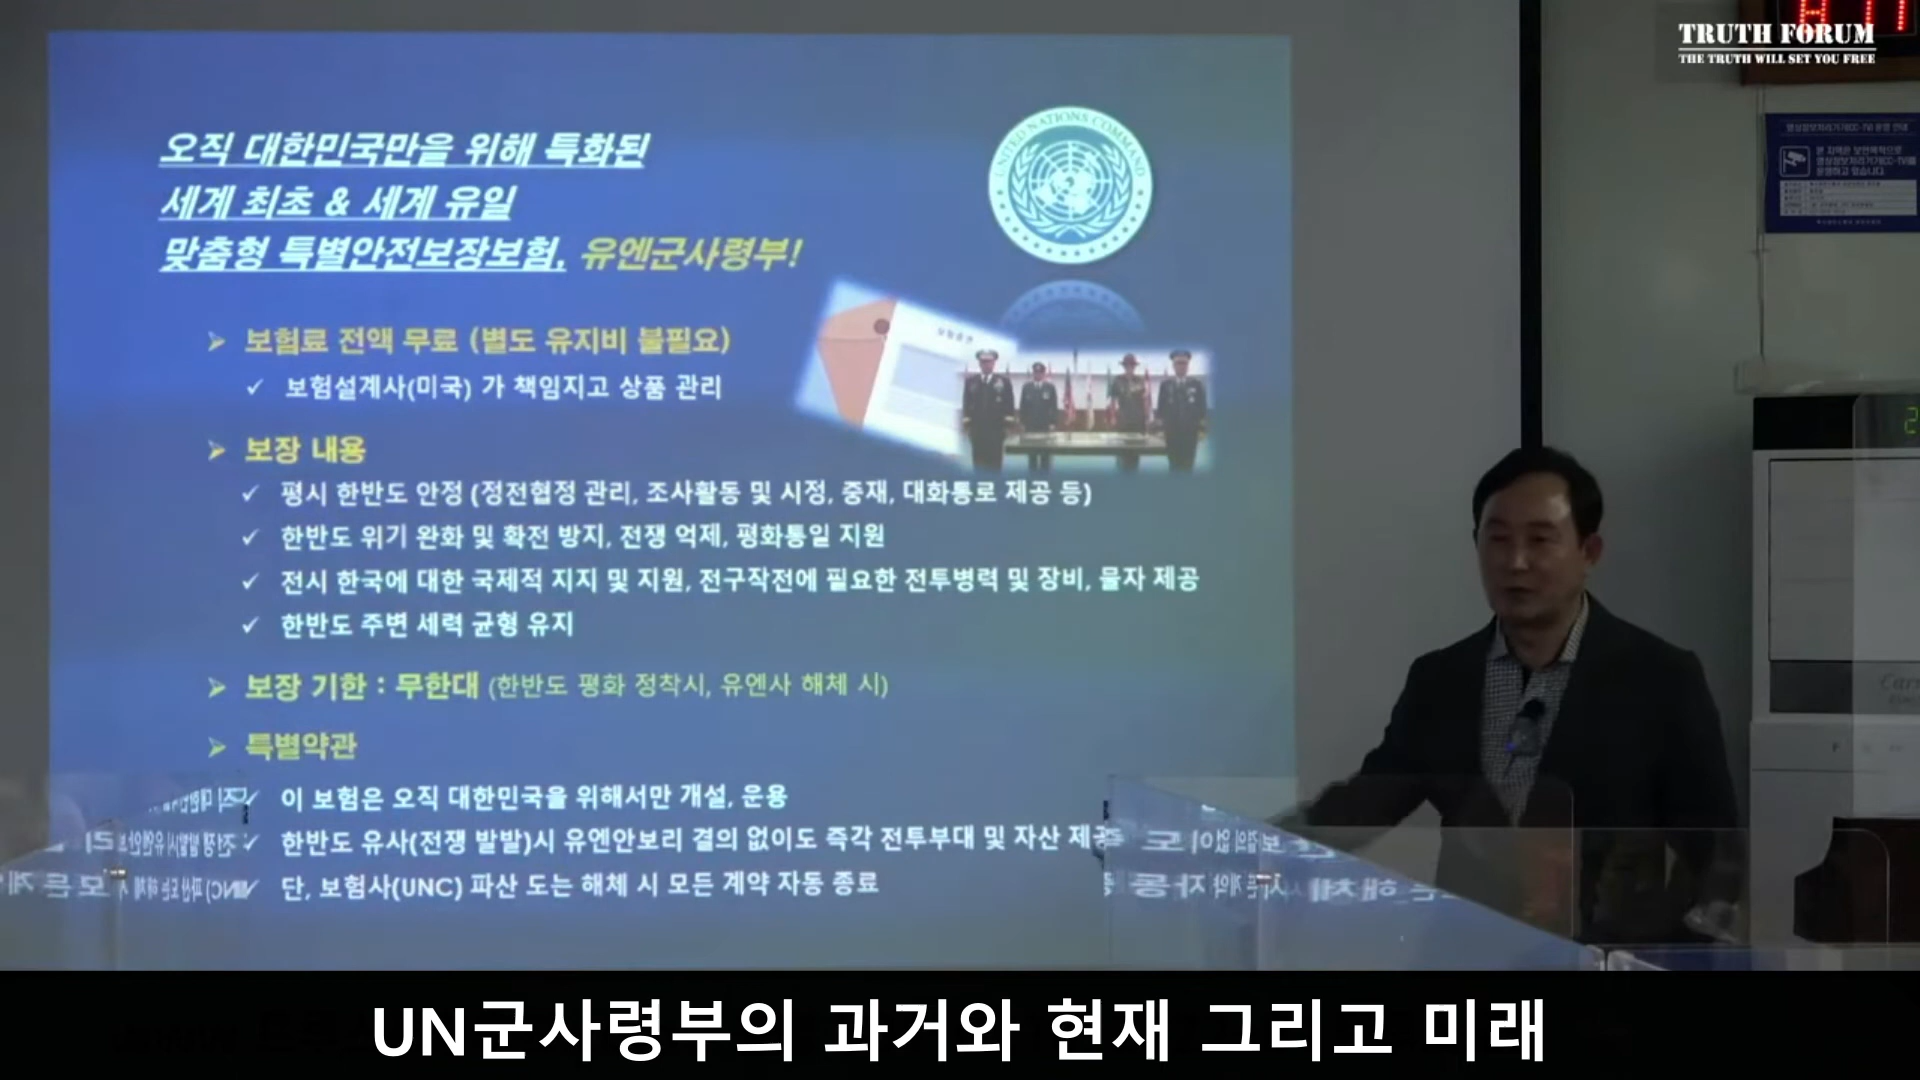 TRUTH FORUM
THE TRUTH WILL SET YOU FREE
오직 대한민국만을 위해 특화된
세계 최초 & 세계 유일
맞춤형 특별안전보장보험, 유엔군사령부!
UNITED NATIONS COMMAND
➢ 보험료 전액 무료 (별도 유지비 불필요)
✓ 보험설계사(미국) 가 책임지고 상품 관리
➢ 보장 내용
✓ 평시 한반도 안정 (정전협정 관리, 조사활동 및 시정, 중재, 대화통로 제공 등)
✓ 한반도 위기 완화 및 확전 방지, 전쟁 억제, 평화통일 지원
✓ 전시 한국에 대한 국제적 지지 및 지원, 전구작전에 필요한 전투병력 및 장비, 물자 제공
✓ 한반도 주변 세력 균형 유지
➢ 보장 기한 : 무한대 (한반도 평화 정착시, 유엔사 해체 시)
➢ 특별약관
✓ 이 보험은 오직 대한민국을 위해서만 개설, 운용
✓ 한반도 유사(전쟁 발발)시 유엔안보리 결의 없이도 즉각 전투부대 및 자산 제공
✓ 단, 보험사(UNC) 파산 또는 해체 시 모든 계약 자동 종료
UN군사령부의 과거와 현재 그리고 미래